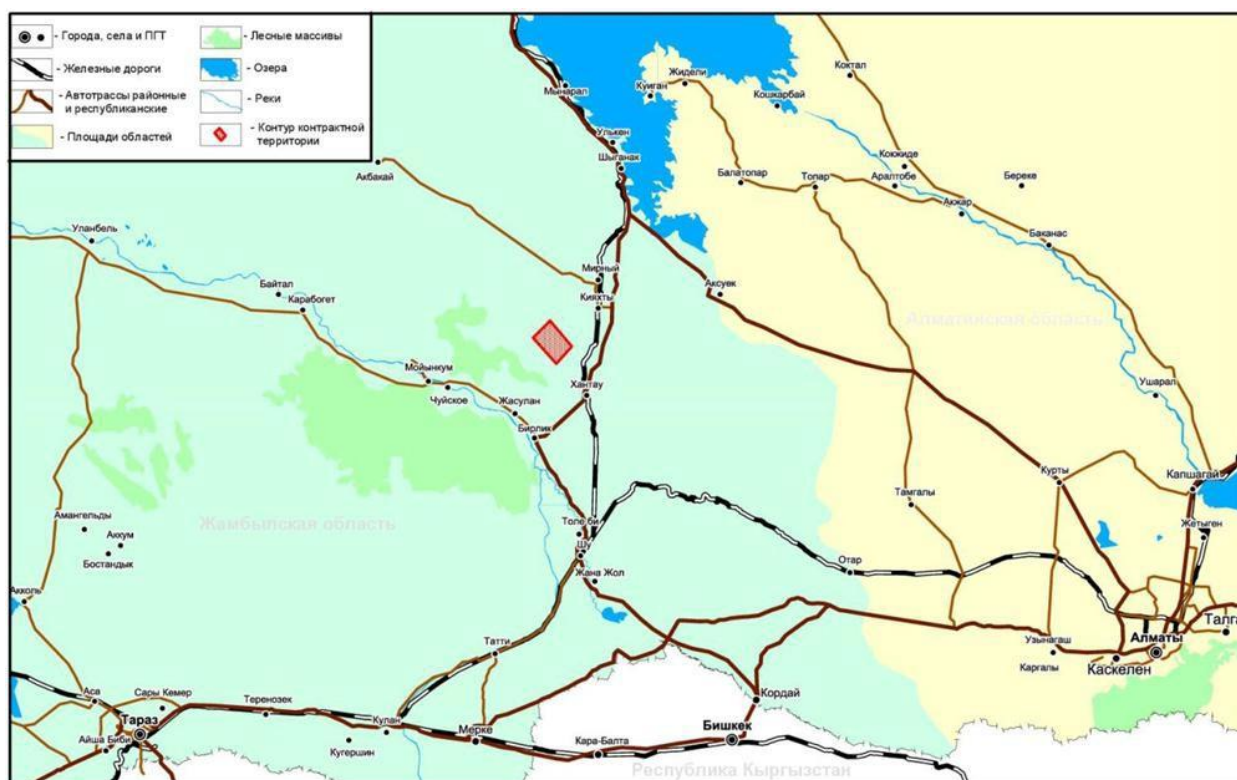 - Города, села и ПГТ
- Лесные массивы
- Железные дороги
- Озера
- Автотрассы районные
и республиканские
- Реки
- Площади областей
- Контур контрактной
территории
Мынарал
Куйган
Жидели
Кошкарбай
Коктал
Улькен
Шыганак
Акбакай
Балатопар
Топар
Кокжиде
Аралтобе
Береке
Акжар
Баканас
Уланбель
Байтал
Карабогет
Мирный
Кияхты
Аксуек
Алматинская область
Мойынкум
Чуйское
Жасулан
Хантау
Бирлик
Ушарал
Курты
Капшагай
Тамгалы
Жетыген
Амангельды
Аккум
Бостандык
Жамбылская область
Толе би
Шу
Жана Жол
Отар
Акколь
Татти
Узынагаш
Каргалы
Каскелен
Алматы
Талга
Аса
Сары Кемер
Тараз
Айша Биби
Теренозек
Кугершин
Кулан
Мерке
Кара-Балта
Бишкек
Кордай
Республика Кыргызстан